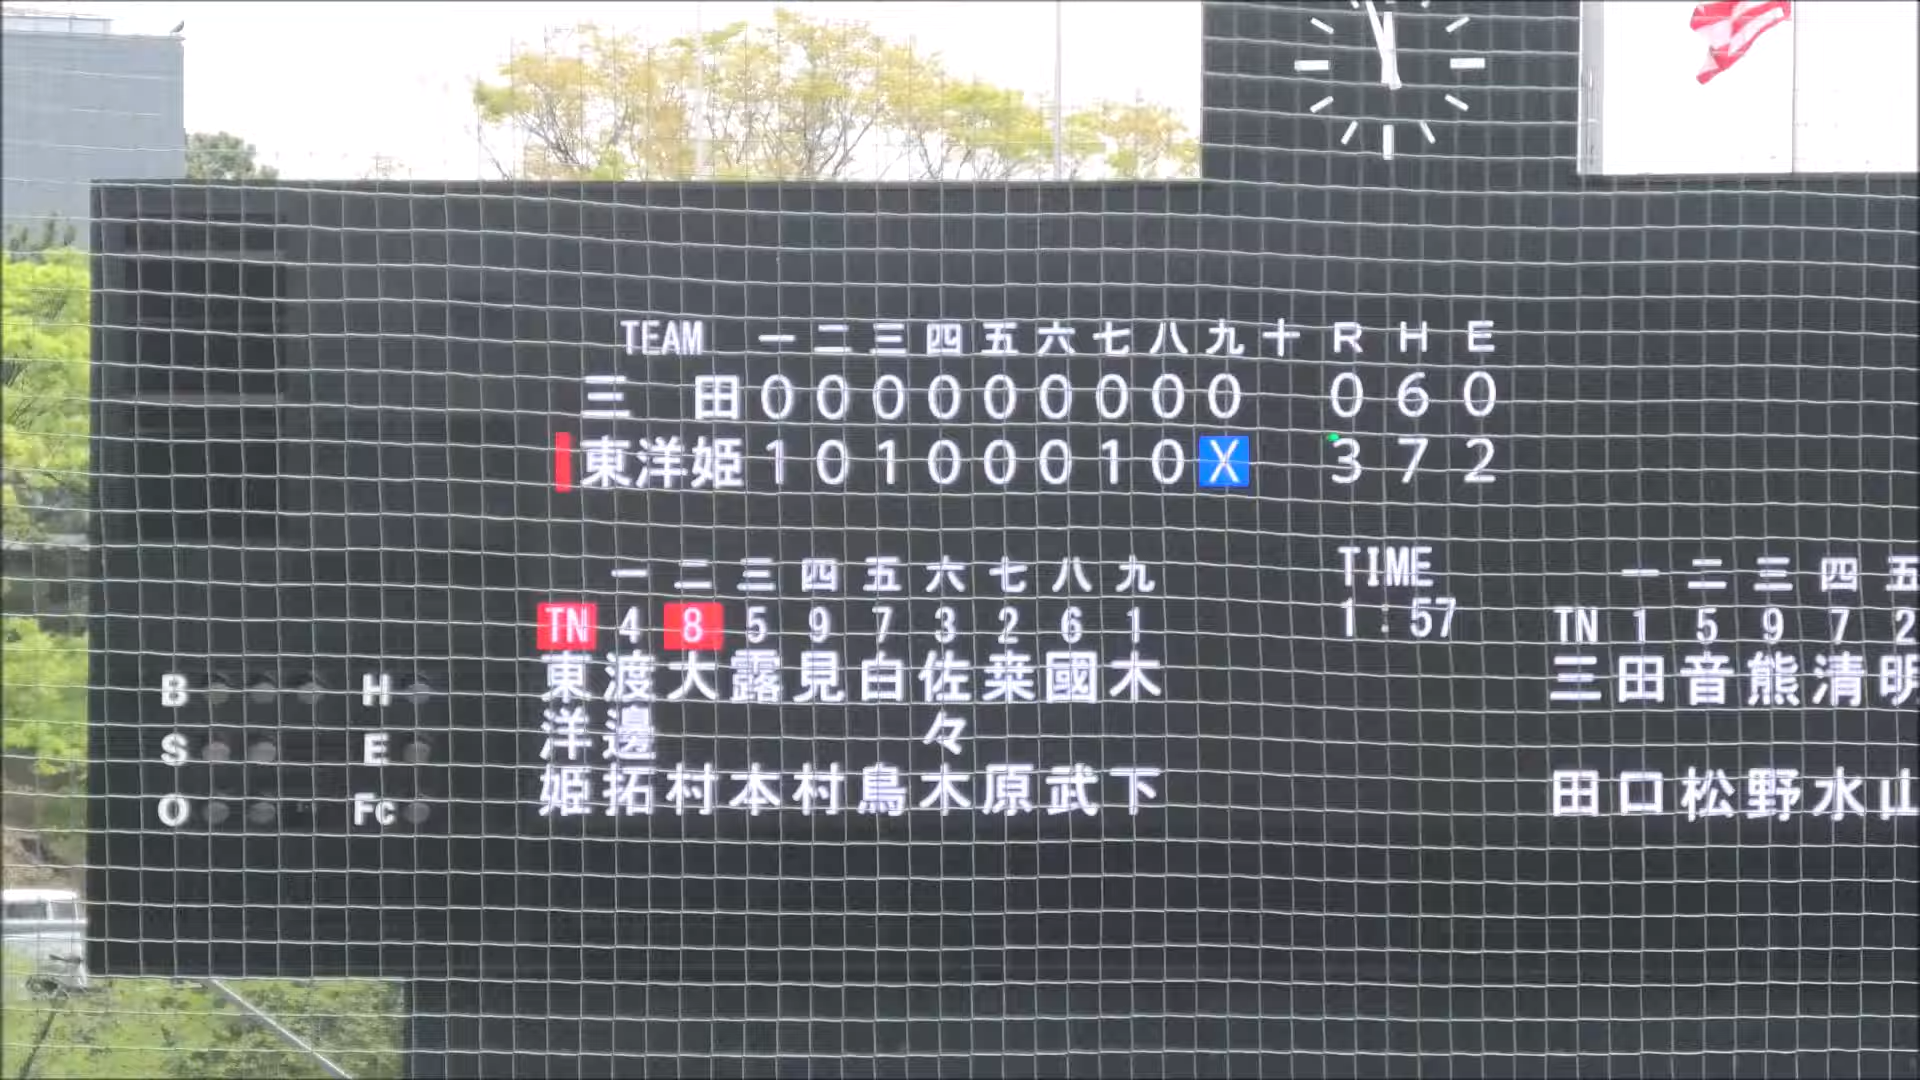 TEAM 一 二 三 四 五 六 七 八 九 十 R H E
三 田 0 0 0 0 0 0 0 0 0 0 6 0
東洋姫 1 0 1 0 0 0 1 0 X 3 7 2
一 二 三 四 五 六 七 八 九
TN 4 8 5 9 7 3 2 6 1
東 渡 大 露 見 白 佐 桒 國 木
洋 邊 々
姫 拓 村 本 村 鳥 木 原 武 下
TIME
1:57
一 二 三 四 五
TN 1 5 9 7 2
三 田 音 熊 清 明
田 口 松 野 水 山
B H
S E
O Fc